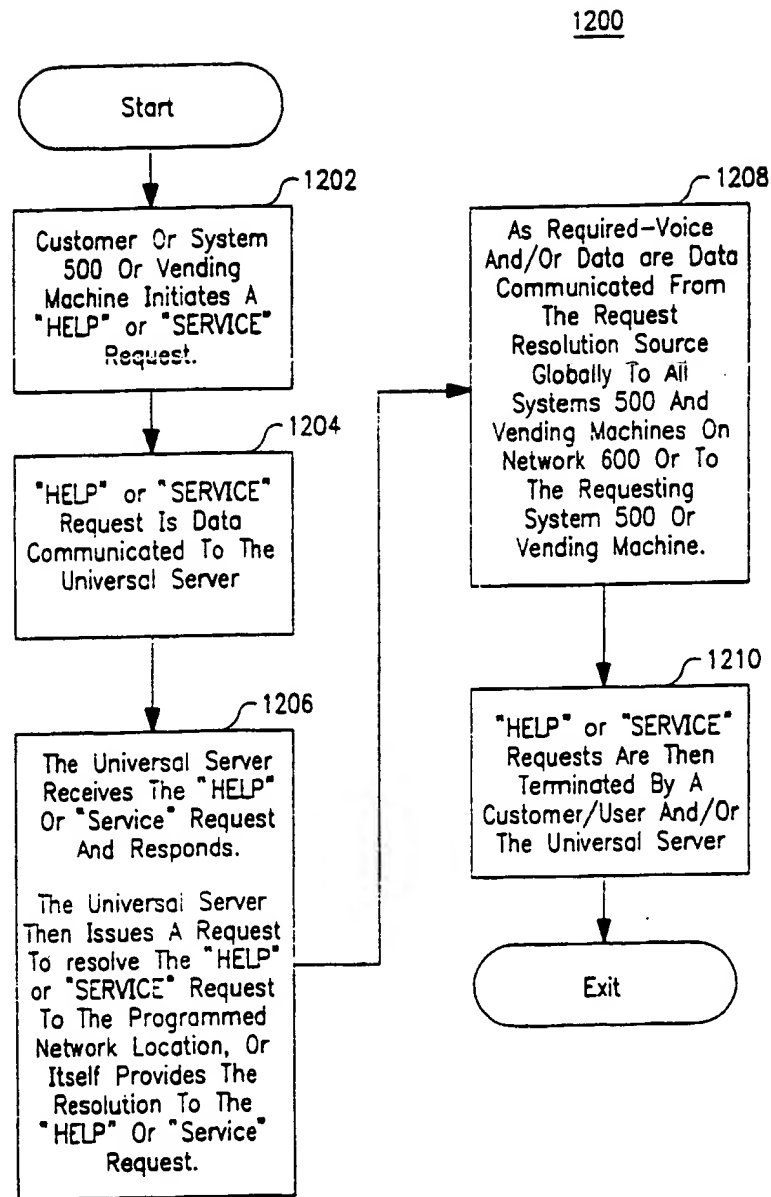 1200
Start
1202
Customer Or System
500 Or Vending
Machine Initiates A
"HELP" or "SERVICE"
Request.
1204
"HELP" or "SERVICE"
Request Is Data
Communicated To The
Universal Server
1206
The Universal Server
Receives The "HELP"
Or "Service" Request
And Responds.
The Universal Server
Then Issues A Request
To resolve The "HELP"
or "SERVICE" Request
To The Programmed
Network Location, Or
Itself Provides The
Resolution To The
"HELP" Or "Service"
Request.
1208
As Required-Voice
And/Or Data are Data
Communicated From
The Request
Resolution Source
Globally To All
Systems 500 And
Vending Machines On
Network 600 Or To
The Requesting
System 500 Or
Vending Machine.
1210
"HELP" or "SERVICE"
Requests Are Then
Terminated By A
Customer/User And/Or
The Universal Server
Exit